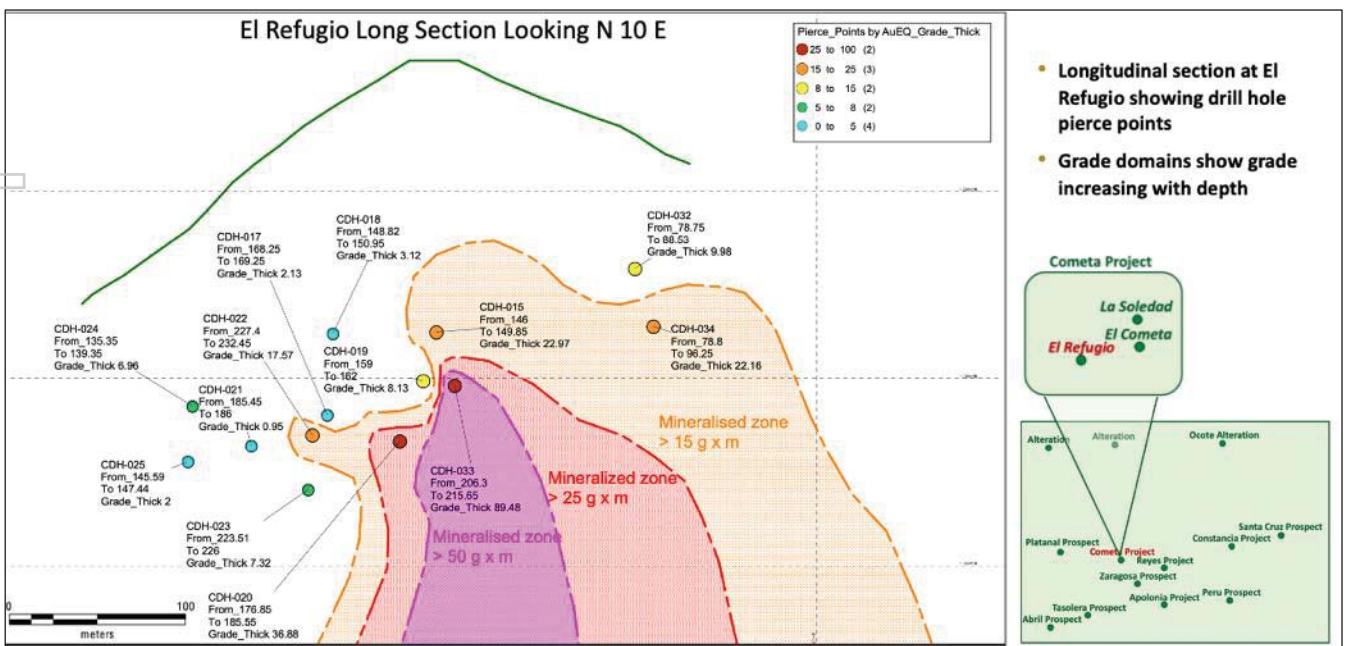 El Refugio Long Section Looking N 10 E
Pierce_Points by AuEQ_Grade_Thick
25 to 100 (2)
15 to 25 (3)
8 to 15 (2)
5 to 8 (2)
0 to 5 (4)
CDH-018
From_148.82
To 150.95
Grade_Thick 3.12
CDH-032
From_78.75
To 88.53
Grade_Thick 9.98
CDH-017
From_168.25
To 169.25
Grade_Thick 2.13
CDH-015
From_146
To 149.85
Grade_Thick 22.97
CDH-034
From_78.8
To 96.25
Grade_Thick 22.16
CDH-022
From_227.4
To 232.45
Grade_Thick 17.57
CDH-024
From_135.35
To 139.35
Grade_Thick 6.96
CDH-019
From_159
To 162
Grade_Thick 8.13
CDH-021
From_185.45
To 186
Grade_Thick 0.95
CDH-025
From_145.59
To 147.44
Grade_Thick 2
CDH-033
From_206.3
To 215.65
Grade_Thick 89.48
CDH-023
From_223.51
To 226
Grade_Thick 7.32
CDH-020
From_176.85
To 185.55
Grade_Thick 36.88
Mineralised zone
> 15 g x m
Mineralized zone
> 25 g x m
Mineralised zone
> 50 g x m
0 100
meters
• Longitudinal section at El
Refugio showing drill hole
pierce points
• Grade domains show grade
increasing with depth
Cometa Project
La Soledad
El Cometa
El Refugio
Alteration
Alteration
Ocote Alteration
Santa Cruz Prospect
Constancia Project
Platanal Prospect
Cometa Project
Reyes Project
Zaragosa Prospect
Apolonia Project
Peru Prospect
Tasolera Prospect
Abril Prospect